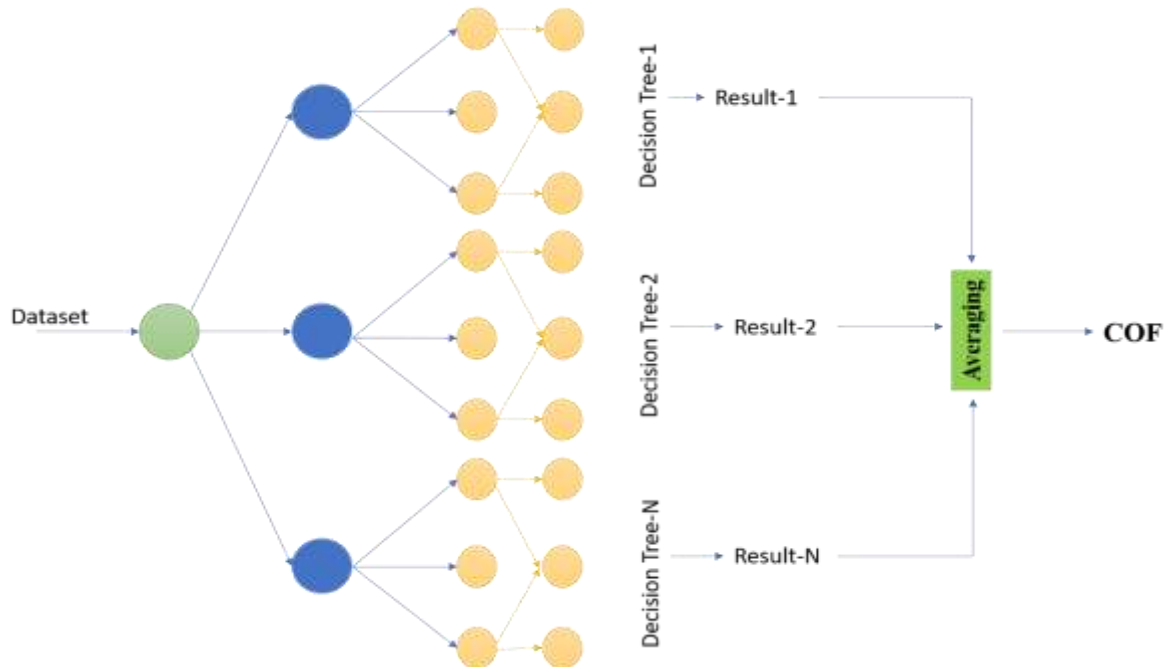 Dataset
Decision Tree-1
Result-1
Decision Tree-2
Result-2
Decision Tree-N
Result-N
Averaging
COF